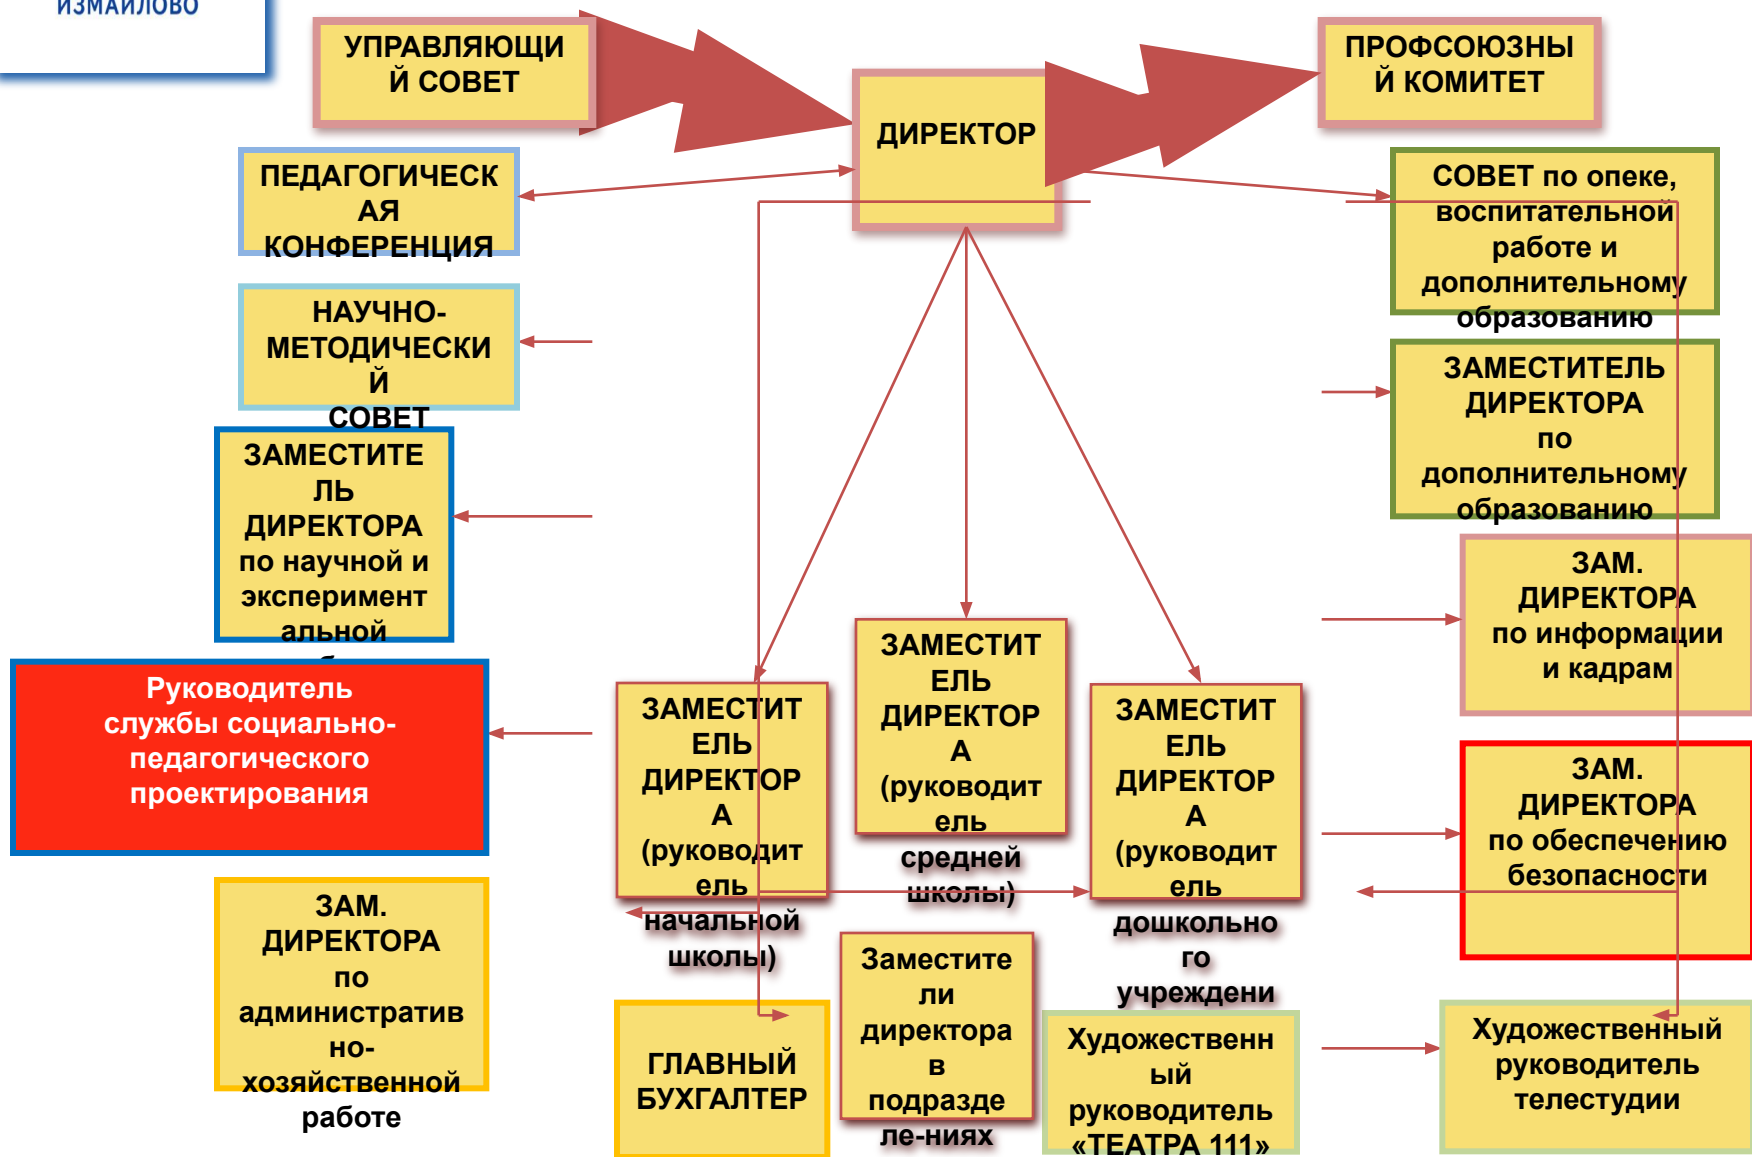 ИЗМАЙЛОВО
УПРАВЛЯЮЩИ
Й СОВЕТ
ДИРЕКТОР
ПРОФСОЮЗНЫ
Й КОМИТЕТ
ПЕДАГОГИЧЕСК
АЯ
КОНФЕРЕНЦИЯ
НАУЧНО-
МЕТОДИЧЕСКИ
Й
СОВЕТ
ЗАМЕСТИТЕ
ЛЬ
ДИРЕКТОРА
по научной и
эксперимент
альной
Руководитель
службы социально-
педагогического
проектирования
ЗАМ.
ДИРЕКТОРА
по
административ
но-
хозяйственной
работе
ЗАМЕСТИТ
ЕЛЬ
ДИРЕКТОР
А
(руководит
ель
начальной
школы)
ЗАМЕСТИТ
ЕЛЬ
ДИРЕКТОР
А
(руководит
ель
средней
школы)
ЗАМЕСТИТ
ЕЛЬ
ДИРЕКТОР
А
(руководит
ель
дошкольно
го
учреждени
ГЛАВНЫЙ
БУХГАЛТЕР
Заместите
ли
директора
в
подразде
ле-ниях
Художественн
ый
руководитель
«ТЕАТРА 111»
СОВЕТ по опеке,
воспитательной
работе и
дополнительному
образованию
ЗАМЕСТИТЕЛЬ
ДИРЕКТОРА
по
дополнительному
образованию
ЗАМ.
ДИРЕКТОРА
по информации
и кадрам
ЗАМ.
ДИРЕКТОРА
по обеспечению
безопасности
Художественный
руководитель
телестудии